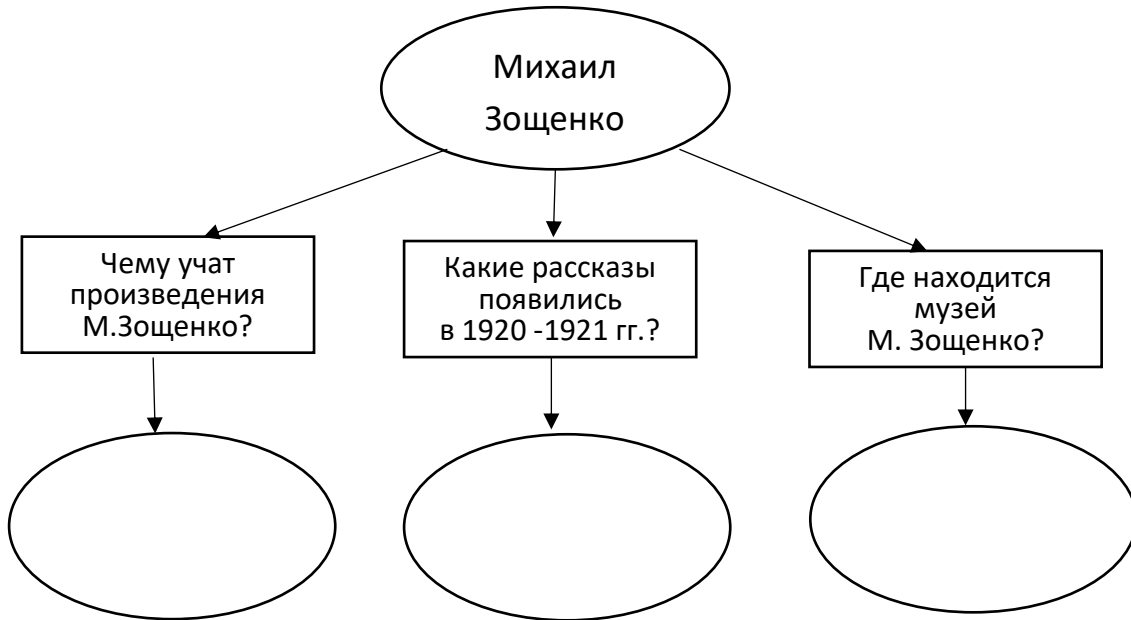 Михаил
Зощенко
Чему учат
произведения
М.Зощенко?
Какие рассказы
появились
в 1920 -1921 гг.?
Где находится
музей
М. Зощенко?